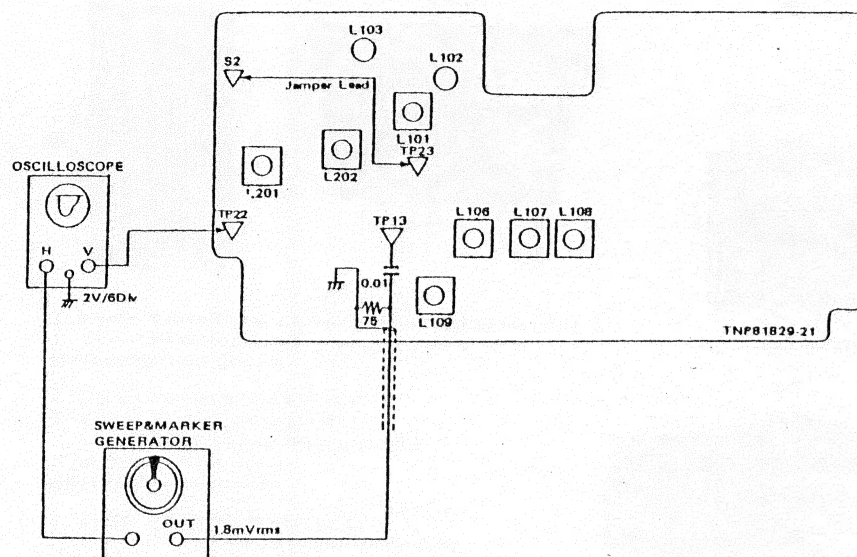 L103
L102
S2
Jamper Lead
L101
TP23
L202
L201
OSCILLOSCOPE
TP22
TP13
L106
L107
L108
H
V
2V/6Div
0.01
75
L109
TNP81829-21
SWEEP&MARKER
GENERATOR
OUT
1.8mVrms